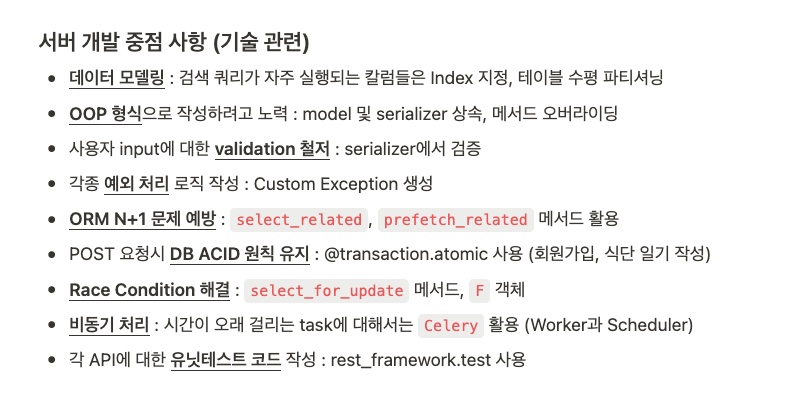 서버 개발 중점 사항 (기술 관련)
• 데이터 모델링 : 검색 쿼리가 자주 실행되는 칼럼들은 Index 지정, 테이블 수평 파티셔닝
• OOP 형식으로 작성하려고 노력 : model 및 serializer 상속, 메서드 오버라이딩
• 사용자 input에 대한 validation 철저 : serializer에서 검증
• 각종 예외 처리 로직 작성 : Custom Exception 생성
• ORM N+1 문제 예방 : select_related, prefetch_related 메서드 활용
• POST 요청시 DB ACID 원칙 유지 : @transaction.atomic 사용 (회원가입, 식단 일기 작성)
• Race Condition 해결 : select_for_update 메서드, F 객체
• 비동기 처리 : 시간이 오래 걸리는 task에 대해서는 Celery 활용 (Worker과 Scheduler)
• 각 API에 대한 유닛테스트 코드 작성 : rest_framework.test 사용